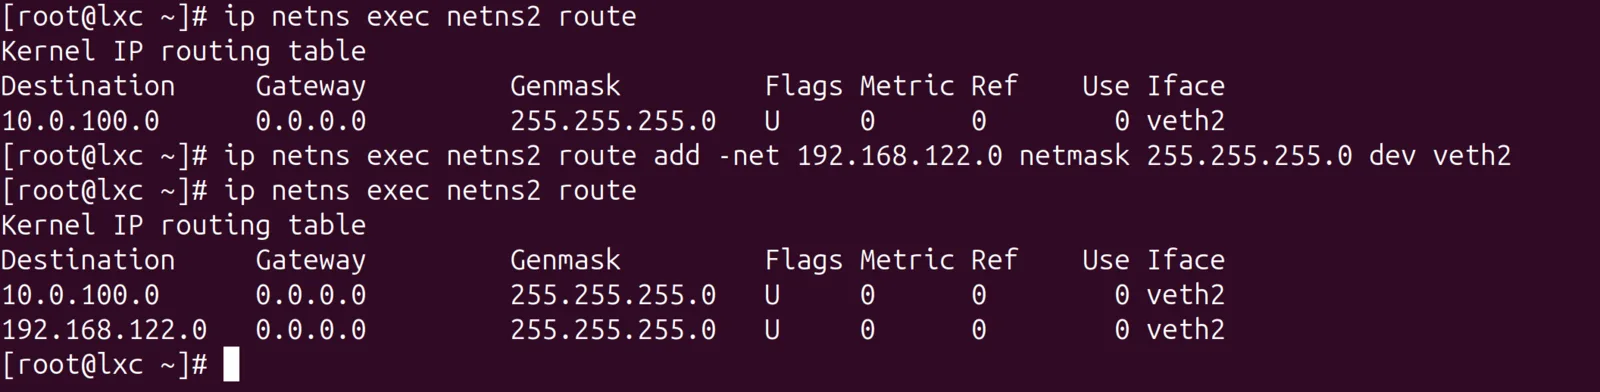 [root@lxc ~]# ip netns exec netns2 route
Kernel IP routing table
Destination     Gateway         Genmask         Flags Metric Ref    Use Iface
10.0.100.0      0.0.0.0         255.255.255.0   U     0      0        0 veth2
[root@lxc ~]# ip netns exec netns2 route add -net 192.168.122.0 netmask 255.255.255.0 dev veth2
[root@lxc ~]# ip netns exec netns2 route
Kernel IP routing table
Destination     Gateway         Genmask         Flags Metric Ref    Use Iface
10.0.100.0      0.0.0.0         255.255.255.0   U     0      0        0 veth2
192.168.122.0   0.0.0.0         255.255.255.0   U     0      0        0 veth2
[root@lxc ~]#